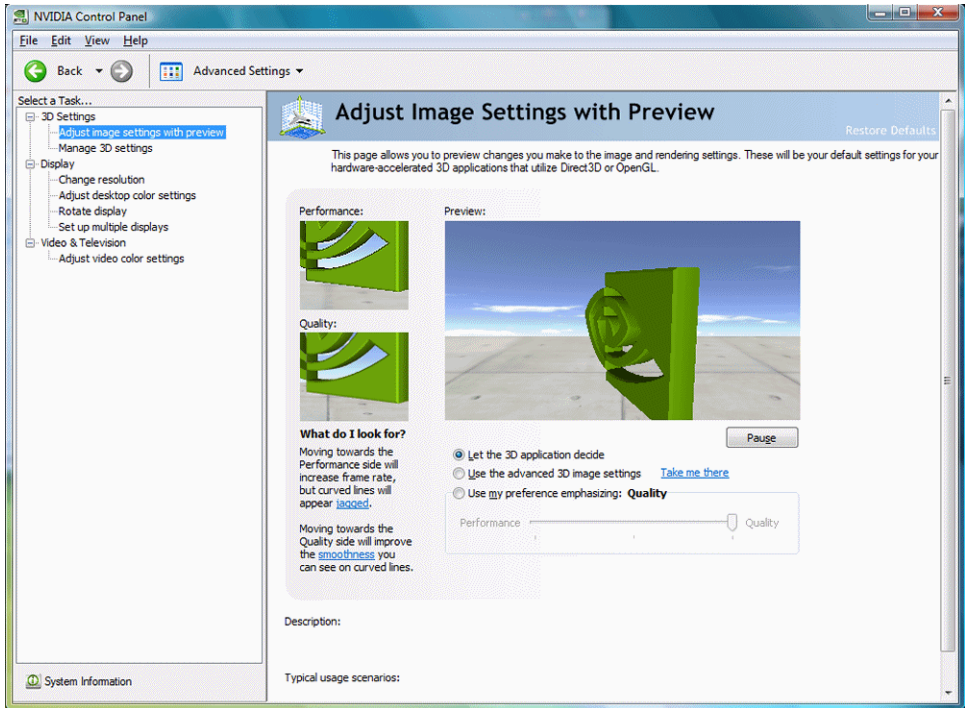 NVIDIA Control Panel
File Edit View Help
Back Advanced Settings
Select a Task...
3D Settings
Adjust image settings with preview
Manage 3D settings
Display
Change resolution
Adjust desktop color settings
Rotate display
Set up multiple displays
Video & Television
Adjust video color settings
System Information
Adjust Image Settings with Preview
Restore Defaults
This page allows you to preview changes you make to the image and rendering settings. These will be your default settings for your
hardware-accelerated 3D applications that utilize Direct3D or OpenGL.
Performance:
Quality:
What do I look for?
Moving towards the
Performance side will
increase frame rate,
but curved lines will
appear jagged.
Moving towards the
Quality side will improve
the smoothness you
can see on curved lines.
Preview:
Pause
Let the 3D application decide
Use the advanced 3D image settings Take me there
Use my preference emphasizing: Quality
Performance Quality
Description:
Typical usage scenarios: